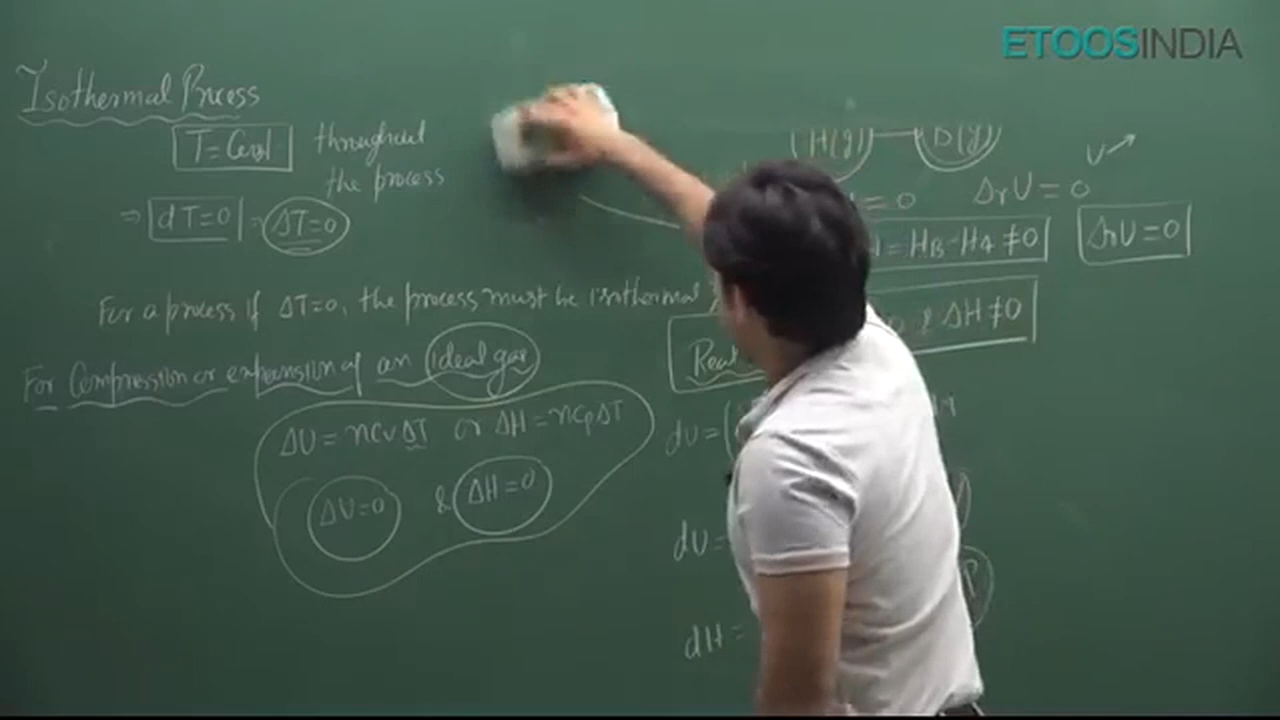 ETOOSINDIA
Isothermal Process
T = Const throughout
the process
⇒ dT=0 ⇒ ΔT=0
For a process if ΔT=0, the process must be isothermal
For Compression or expansion of an ideal gas
ΔU = nCvΔT or ΔH = nCpΔT
ΔU=0 & ΔH=0
H(g) B(g)
U
=0 ΔrU = 0
= HB-HA ≠0 ΔrU=0
& ΔH ≠0
Real
dU = (
dU =
dH =